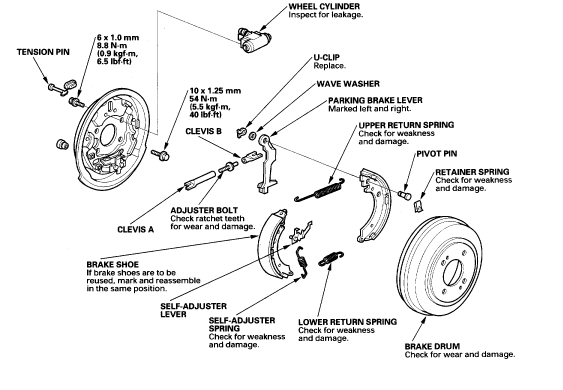 WHEEL CYLINDER
Inspect for leakage.
6 x 1.0 mm
8.8 N·m
(0.9 kgf·m,
6.5 lbf·ft)
TENSION PIN
U-CLIP
Replace.
WAVE WASHER
10 x 1.25 mm
54 N·m
(5.5 kgf·m,
40 lbf·ft)
PARKING BRAKE LEVER
Marked left and right.
CLEVIS B
UPPER RETURN SPRING
Check for weakness
and damage.
PIVOT PIN
RETAINER SPRING
Check for weakness
and damage.
ADJUSTER BOLT
Check ratchet teeth
for wear and damage.
CLEVIS A
BRAKE SHOE
If brake shoes are to be
reused, mark and reassemble
in the same position.
SELF-ADJUSTER
LEVER
SELF-ADJUSTER
SPRING
Check for weakness
and damage.
LOWER RETURN SPRING
Check for weakness
and damage.
BRAKE DRUM
Check for wear and damage.